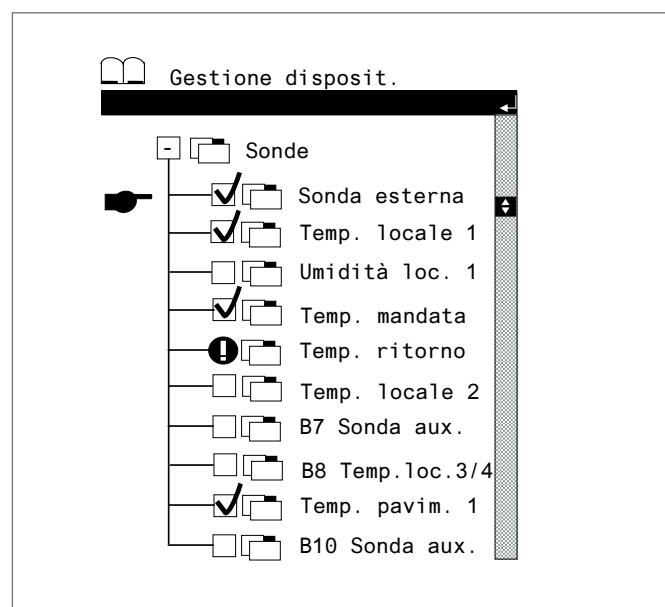 Gestione disposit.
- Sonde
Sonda esterna
Temp. locale 1
Umidità loc. 1
Temp. mandata
! Temp. ritorno
Temp. locale 2
B7 Sonda aux.
B8 Temp.loc.3/4
Temp. pavim. 1
B10 Sonda aux.